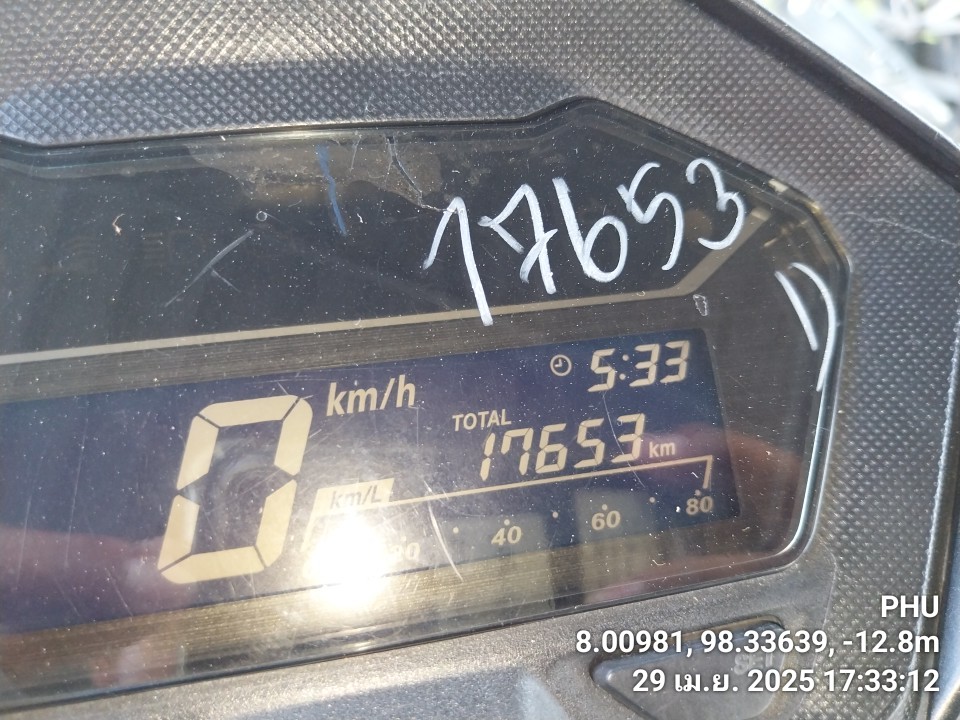 17653
5:33
km/h
TOTAL
17653 km
km/L
20 40 60 80
PHU
8.00981, 98.33639, -12.8m
29 เม.ย. 2025 17:33:12